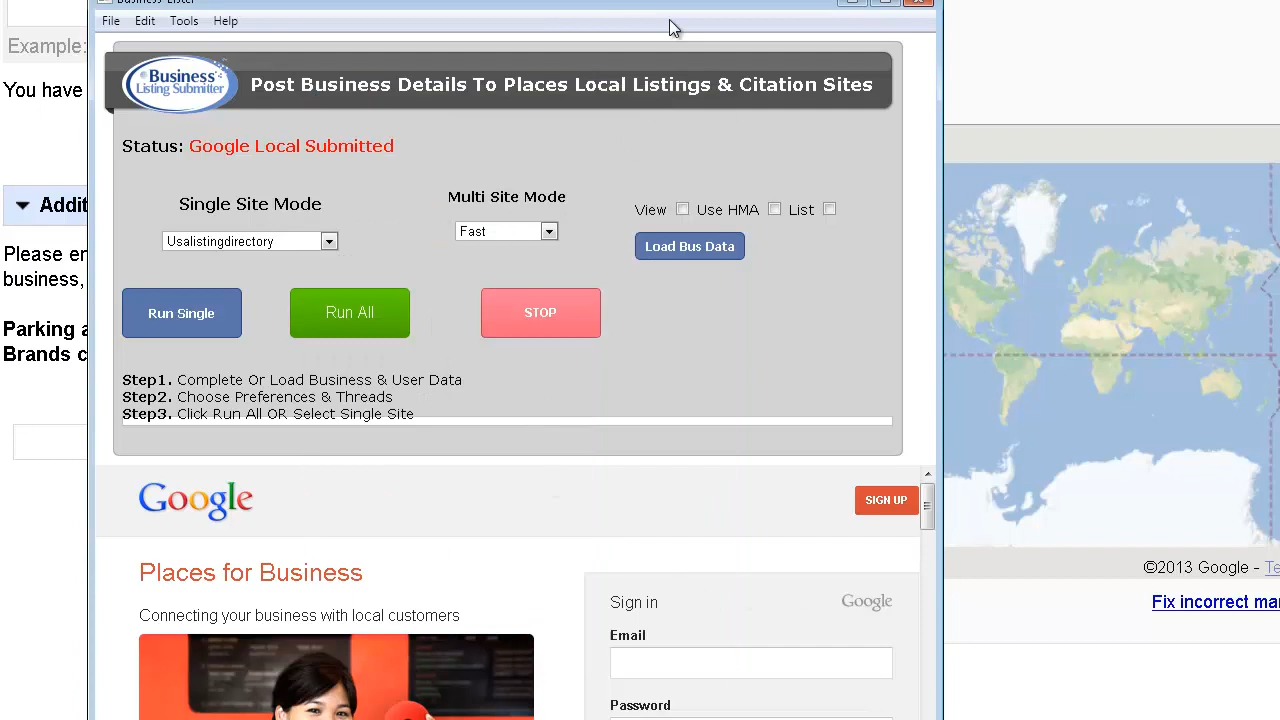 Business Lister
File Edit Tools Help
Example:
You have
Business
Listing Submitter
Post Business Details To Places Local Listings & Citation Sites
Status: Google Local Submitted
Single Site Mode
Multi Site Mode
View Use HMA List
Usalistingdirectory
Fast
Load Bus Data
Run Single
Run All
STOP
Addit
Please en
business,
Parking a
Brands c
Step1. Complete Or Load Business & User Data
Step2. Choose Preferences & Threads
Step3. Click Run All OR Select Single Site
Google
SIGN UP
Places for Business
Connecting your business with local customers
Sign in
Google
Email
Password
©2013 Google - Te
Fix incorrect mar